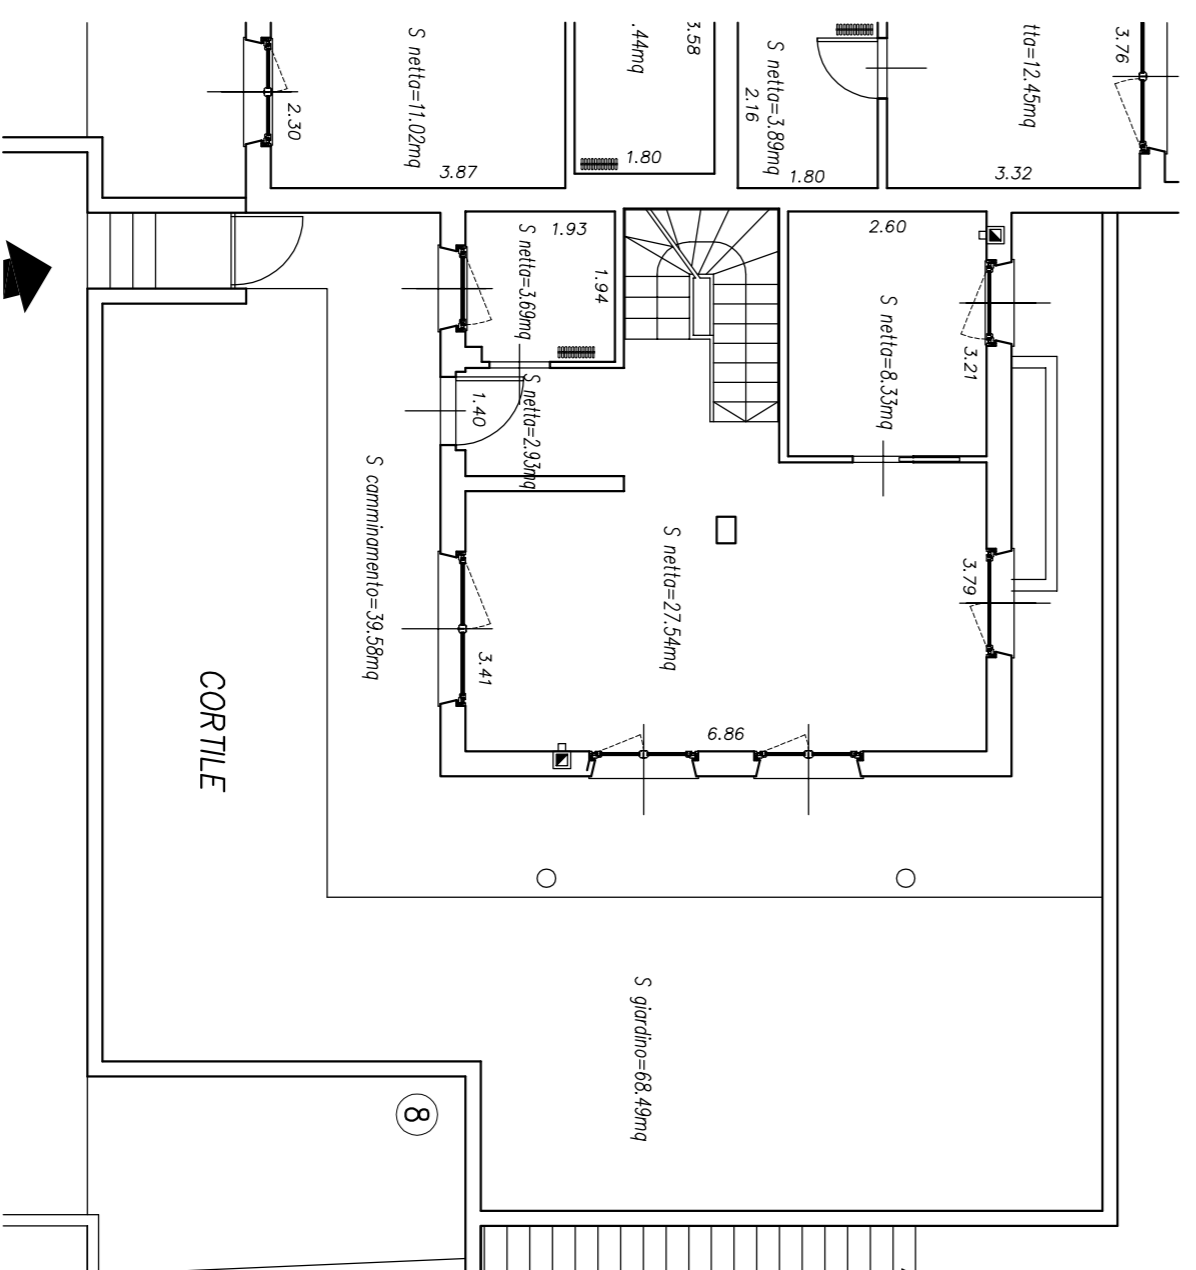 S netta=11.02mq
2.30
3.87
.44mq
3.58
1.80
S netta=3.89mq
2.16
1.80
tta=12.45mq
3.76
3.32
S netta=3.69mq
1.93
1.94
2.60
S netta=8.33mq
3.21
S netta=2.93mq
1.40
S camminamento=39.58mq
S netta=27.54mq
3.79
3.41
6.86
CORTILE
S giardino=68.49mq
8